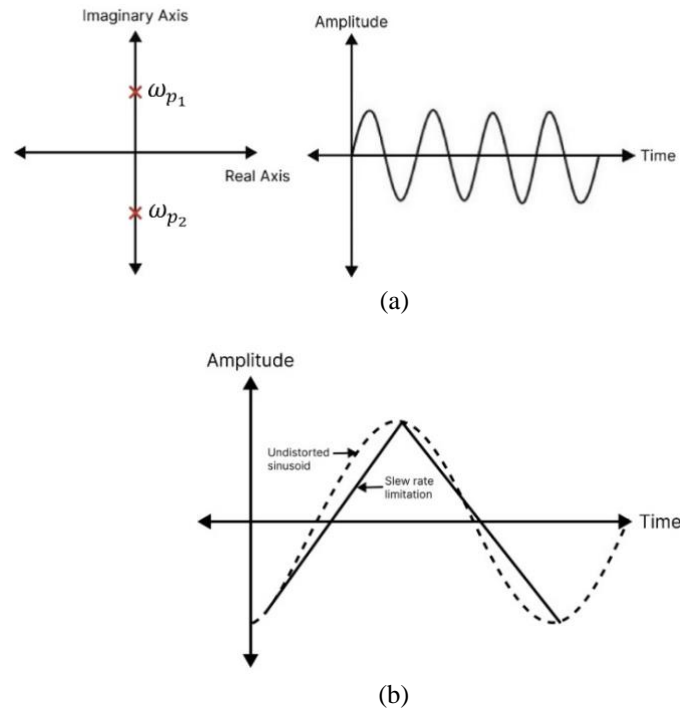 Imaginary Axis
Amplitude
ω_{p_1}
Time
Real Axis
ω_{p_2}
(a)
Amplitude
Undistorted
sinusoid
Slew rate
limitation
Time
(b)